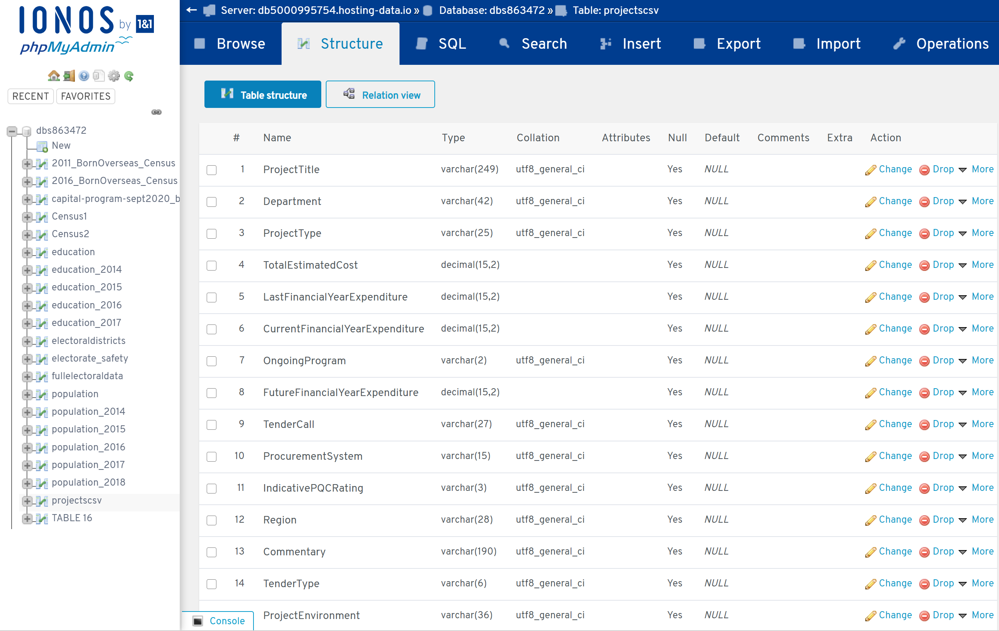 IONOS by 1&1
phpMyAdmin
RECENT FAVORITES
dbs863472
New
2011_BornOverseas_Census
2016_BornOverseas_Census
capital-program-sept2020_b
Census1
Census2
education
education_2014
education_2015
education_2016
education_2017
electoraldistricts
electorate_safety
fullelectoraldata
population
population_2014
population_2015
population_2016
population_2017
population_2018
projectscsv
TABLE 16
Server: db5000995754.hosting-data.io » Database: dbs863472 » Table: projectscsv
Browse Structure SQL Search Insert Export Import Operations
Table structure Relation view
# Name Type Collation Attributes Null Default Comments Extra Action
1 ProjectTitle varchar(249) utf8_general_ci Yes NULL Change Drop More
2 Department varchar(42) utf8_general_ci Yes NULL Change Drop More
3 ProjectType varchar(25) utf8_general_ci Yes NULL Change Drop More
4 TotalEstimatedCost decimal(15,2) Yes NULL Change Drop More
5 LastFinancialYearExpenditure decimal(15,2) Yes NULL Change Drop More
6 CurrentFinancialYearExpenditure decimal(15,2) Yes NULL Change Drop More
7 OngoingProgram varchar(2) utf8_general_ci Yes NULL Change Drop More
8 FutureFinancialYearExpenditure decimal(15,2) Yes NULL Change Drop More
9 TenderCall varchar(27) utf8_general_ci Yes NULL Change Drop More
10 ProcurementSystem varchar(15) utf8_general_ci Yes NULL Change Drop More
11 IndicativePQCRating varchar(3) utf8_general_ci Yes NULL Change Drop More
12 Region varchar(28) utf8_general_ci Yes NULL Change Drop More
13 Commentary varchar(190) utf8_general_ci Yes NULL Change Drop More
14 TenderType varchar(6) utf8_general_ci Yes NULL Change Drop More
ProjectEnvironment varchar(36) utf8_general_ci Yes NULL Change Drop More
Console